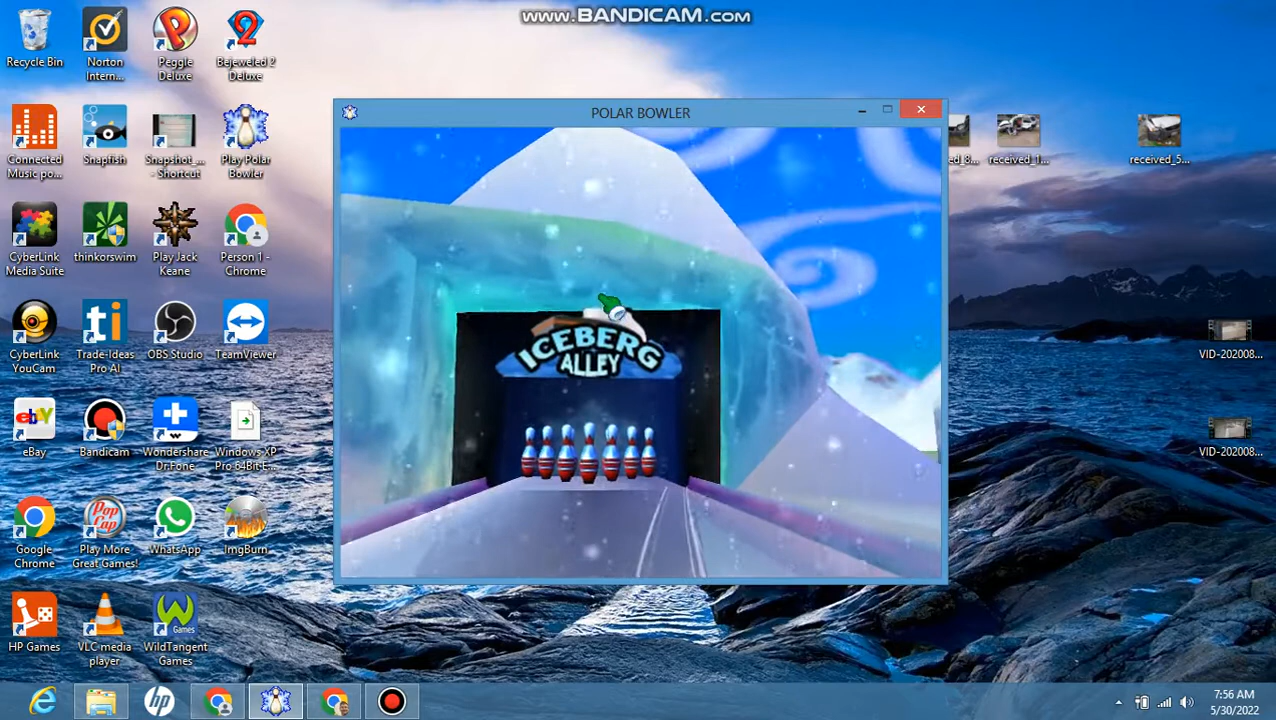 www.BANDICAM.com
Recycle Bin
Norton
Intern...
Peggle
Deluxe
Bejeweled 2
Deluxe
Connected
Music po...
Snapfish
Snapshot_...
- Shortcut
Play Polar
Bowler
CyberLink
Media Suite
thinkorswim
Play Jack
Keane
Person 1 -
Chrome
CyberLink
YouCam
Trade-Ideas
Pro AI
OBS Studio
TeamViewer
eBay
Bandicam
Wondershare
Dr.Fone
Windows-XP
Pro 64Bit-E...
Google
Chrome
Play More
Great Games!
WhatsApp
ImgBurn
HP Games
VLC media
player
WildTangent
Games
POLAR BOWLER
ICEBERG
ALLEY
ed_8...
received_1...
received_5...
VID-202008...
VID-202008...
7:56 AM
5/30/2022